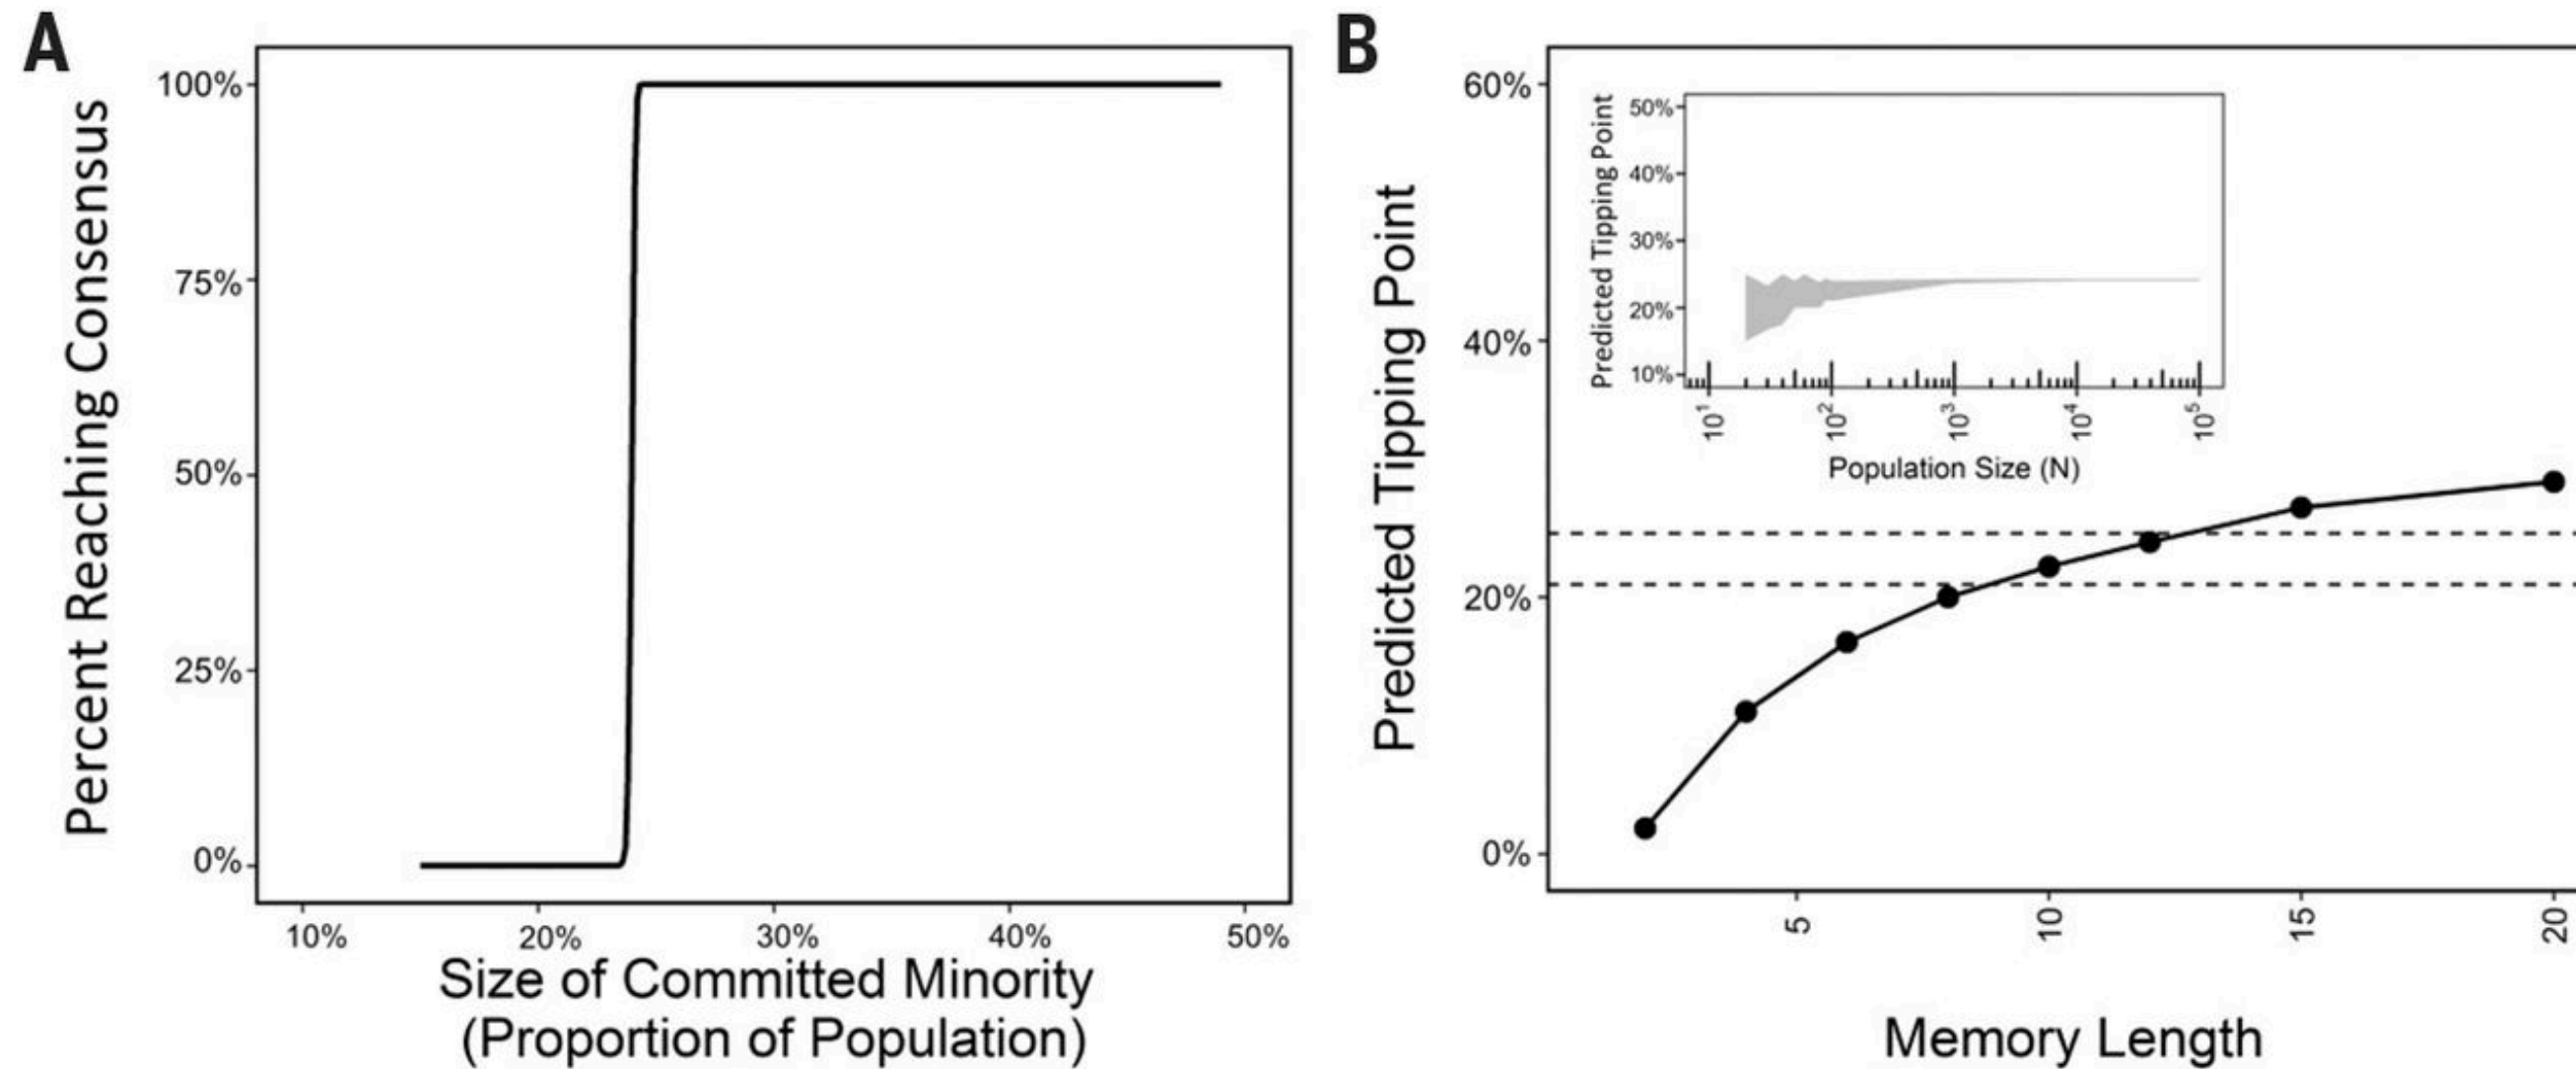 A
Percent Reaching Consensus
100%
75%
50%
25%
0%
10% 20% 30% 40% 50%
Size of Committed Minority
(Proportion of Population)
B
Predicted Tipping Point
60%
40%
20%
0%
Predicted Tipping Point
50%
40%
30%
20%
10%
10¹ 10² 10³ 10⁴ 10⁵
Population Size (N)
5 10 15 20
Memory Length